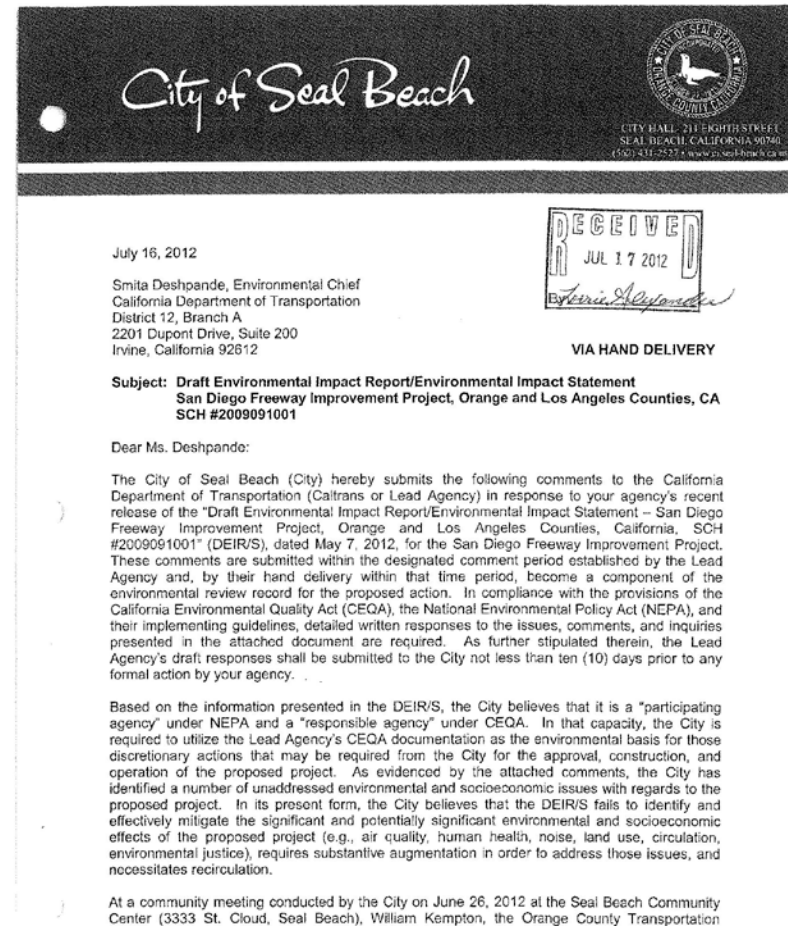 City of Seal Beach
CITY OF SEAL BEACH
ORANGE COUNTY CALIFORNIA
CITY HALL 211 EIGHTH STREET
SEAL BEACH, CALIFORNIA 90740
(562) 431-2527 • www.ci.seal-beach.ca.us
RECEIVED
JUL 17 2012
By
July 16, 2012
Smita Deshpande, Environmental Chief
California Department of Transportation
District 12, Branch A
2201 Dupont Drive, Suite 200
Irvine, California 92612
VIA HAND DELIVERY
Subject: Draft Environmental Impact Report/Environmental Impact Statement
San Diego Freeway Improvement Project, Orange and Los Angeles Counties, CA
SCH #2009091001
Dear Ms. Deshpande:
The City of Seal Beach (City) hereby submits the following comments to the California
Department of Transportation (Caltrans or Lead Agency) in response to your agency's recent
release of the "Draft Environmental Impact Report/Environmental Impact Statement – San Diego
Freeway Improvement Project, Orange and Los Angeles Counties, California, SCH
#2009091001" (DEIR/S), dated May 7, 2012, for the San Diego Freeway Improvement Project.
These comments are submitted within the designated comment period established by the Lead
Agency and, by their hand delivery within that time period, become a component of the
environmental review record for the proposed action. In compliance with the provisions of the
California Environmental Quality Act (CEQA), the National Environmental Policy Act (NEPA), and
their implementing guidelines, detailed written responses to the issues, comments, and inquiries
presented in the attached document are required. As further stipulated therein, the Lead
Agency's draft responses shall be submitted to the City not less than ten (10) days prior to any
formal action by your agency.
Based on the information presented in the DEIR/S, the City believes that it is a "participating
agency" under NEPA and a "responsible agency" under CEQA. In that capacity, the City is
required to utilize the Lead Agency's CEQA documentation as the environmental basis for those
discretionary actions that may be required from the City for the approval, construction, and
operation of the proposed project. As evidenced by the attached comments, the City has
identified a number of unaddressed environmental and socioeconomic issues with regards to the
proposed project. In its present form, the City believes that the DEIR/S fails to identify and
effectively mitigate the significant and potentially significant environmental and socioeconomic
effects of the proposed project (e.g., air quality, human health, noise, land use, circulation,
environmental justice), requires substantive augmentation in order to address those issues, and
necessitates recirculation.
At a community meeting conducted by the City on June 26, 2012 at the Seal Beach Community
Center (3333 St. Cloud, Seal Beach), William Kempton, the Orange County Transportation